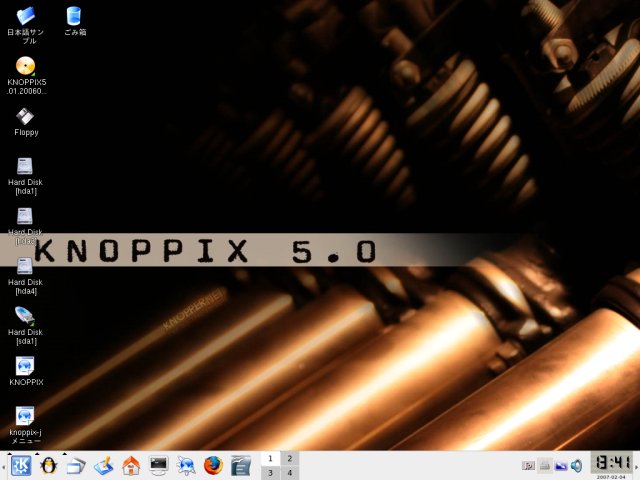 日本語サン
プル
ごみ箱
KNOPPIX5
.01.20060...
Floppy
Hard Disk
[hda1]
Hard Disk
Hard Disk
[hda4]
Hard Disk
[sda1]
KNOPPIX
knoppix-j
メニュー
KNOPPIX 5.0
KNOPPER.NET
1 2
3 4
8:41
2007-02-04